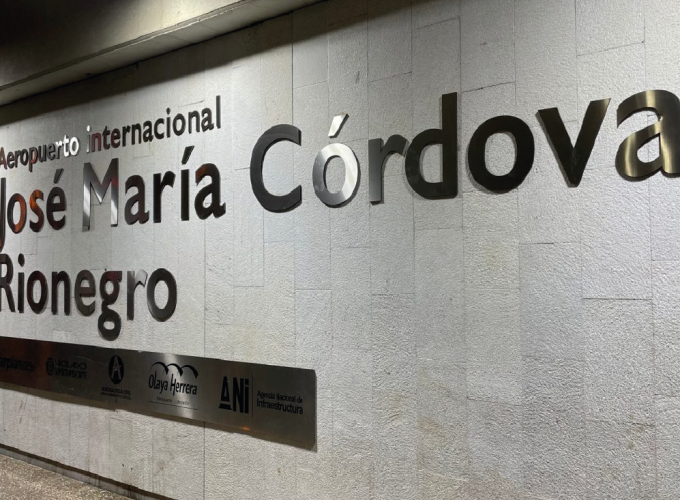 Aeropuerto internacional
José María Córdova
Rionegro
Olaya Herrera
ANI
Agencia Nacional de
Infraestructura